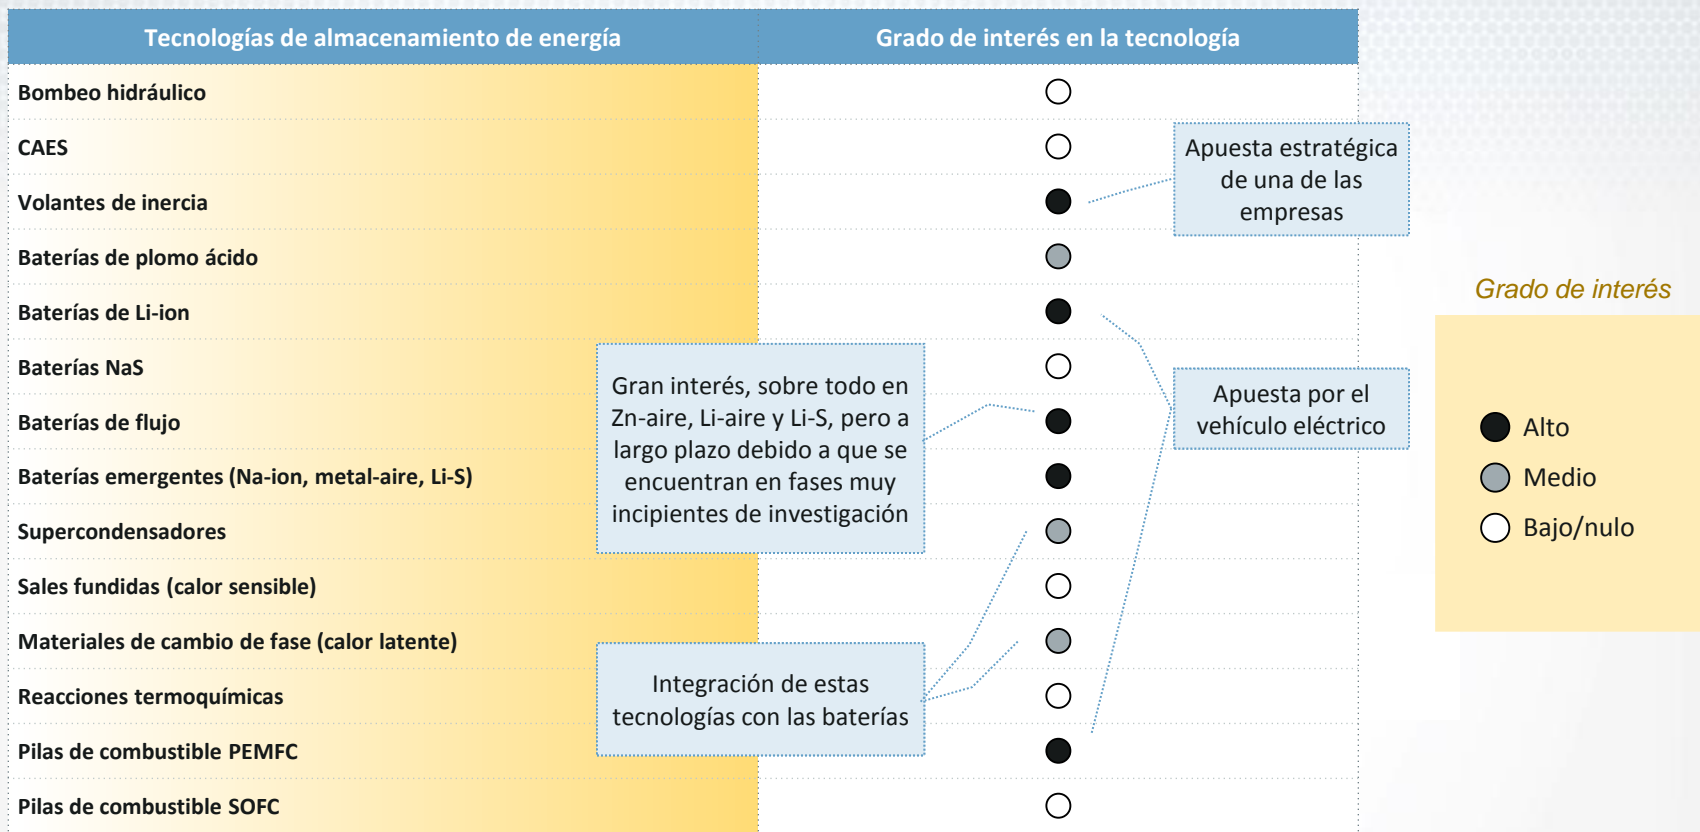 Tecnologías de almacenamiento de energía
Grado de interés en la tecnología
Bombeo hidráulico
CAES
Volantes de inercia
Baterías de plomo ácido
Baterías de Li-ion
Baterías NaS
Baterías de flujo
Baterías emergentes (Na-ion, metal-aire, Li-S)
Supercondensadores
Sales fundidas (calor sensible)
Materiales de cambio de fase (calor latente)
Reacciones termoquímicas
Pilas de combustible PEMFC
Pilas de combustible SOFC
Apuesta estratégica
de una de las
empresas
Gran interés, sobre todo en
Zn-aire, Li-aire y Li-S, pero a
largo plazo debido a que se
encuentran en fases muy
incipientes de investigación
Apuesta por el
vehículo eléctrico
Integración de estas
tecnologías con las baterías
Grado de interés
Alto
Medio
Bajo/nulo